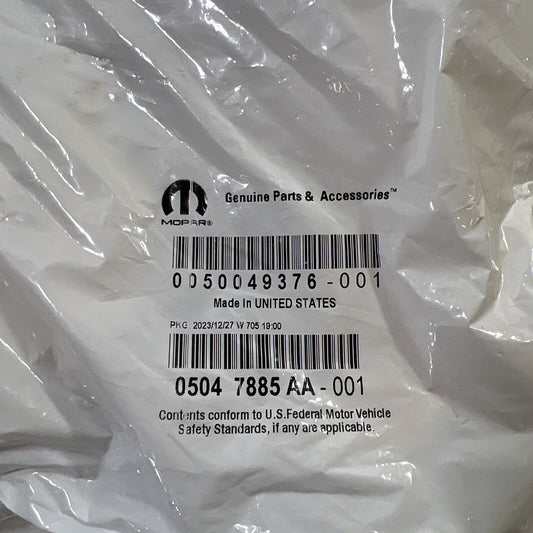 Genuine Parts & Accessories™
MOPAR®
0050049376-001
Made In UNITED STATES
PKG: 2023/12/27 W 705 19:00
0504 7885 AA-001
Contents conform to U.S.Federal Motor Vehicle
Safety Standards, if any are applicable.